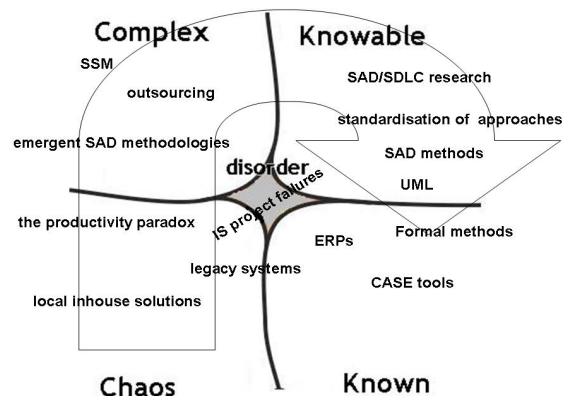 Complex
Knowable
SSM
SAD/SDLC research
outsourcing
standardisation of approaches
emergent SAD methodologies
SAD methods
disorder
UML
IS project failures
the productivity paradox
Formal methods
ERPs
legacy systems
CASE tools
local inhouse solutions
Chaos
Known